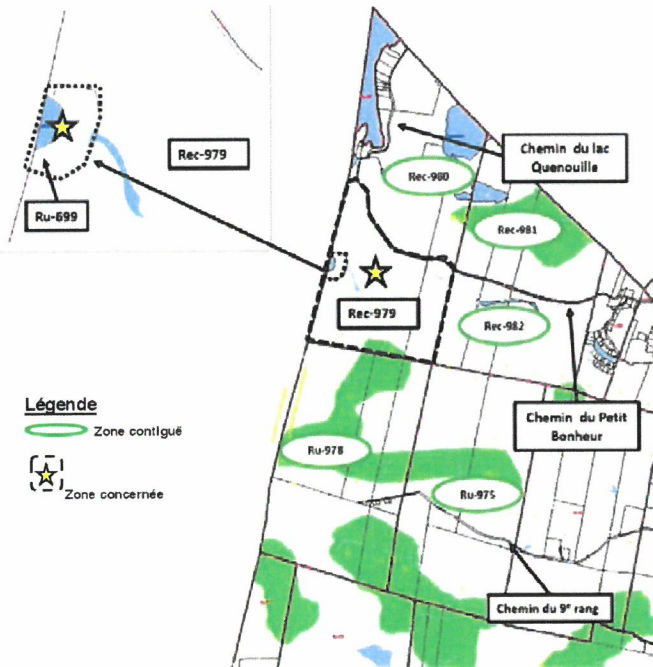 Rec-979
Ru-699
Chemin du lac
Quenouille
Rec-980
Rec-981
Rec-979
Rec-982
Chemin du Petit
Bonheur
Légende
Zone contiguë
Zone concernée
Ru-978
Ru-975
Chemin du 9e rang